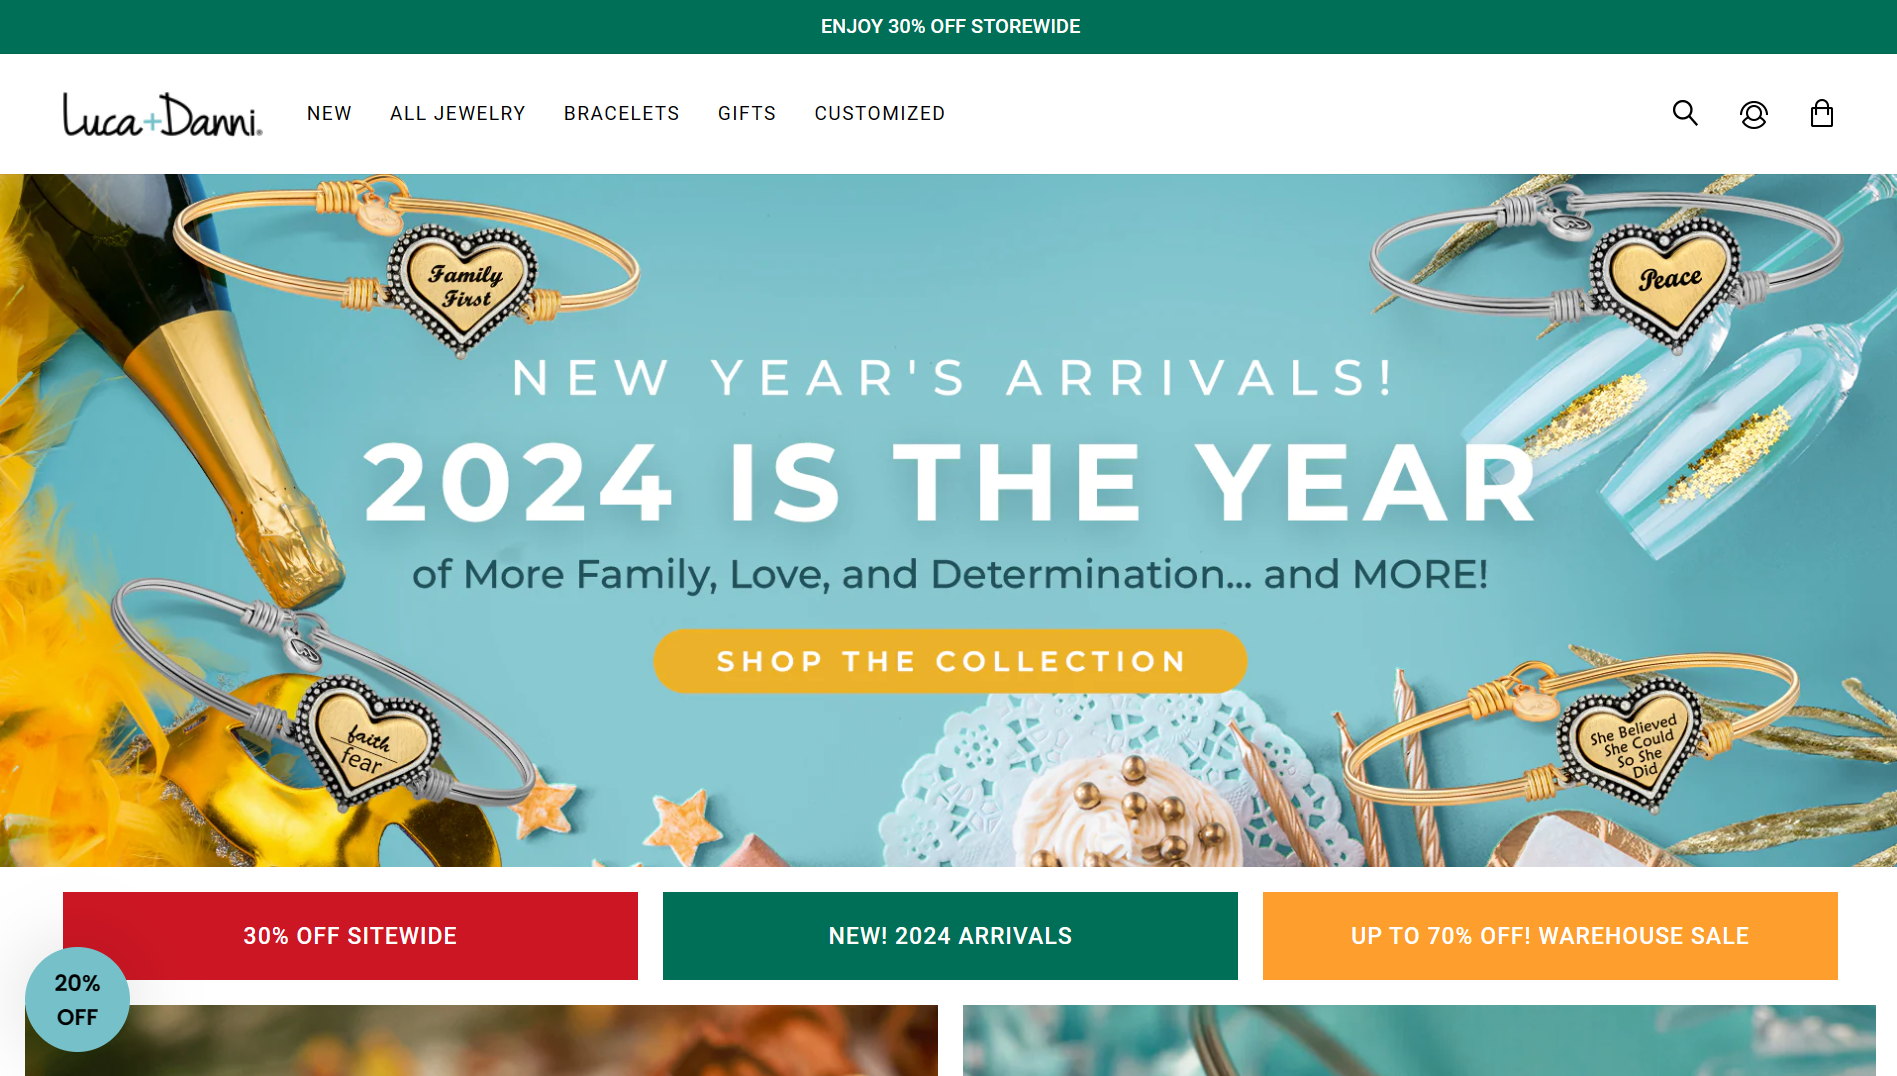 ENJOY 30% OFF STOREWIDE
Luca+Danni
NEW
ALL JEWELRY
BRACELETS
GIFTS
CUSTOMIZED
Family
First
Peace
NEW YEAR'S ARRIVALS!
2024 IS THE YEAR
of More Family, Love, and Determination... and MORE!
SHOP THE COLLECTION
faith
fear
She Believed
She Could
So She
Did
30% OFF SITEWIDE
NEW! 2024 ARRIVALS
UP TO 70% OFF! WAREHOUSE SALE
20%
OFF